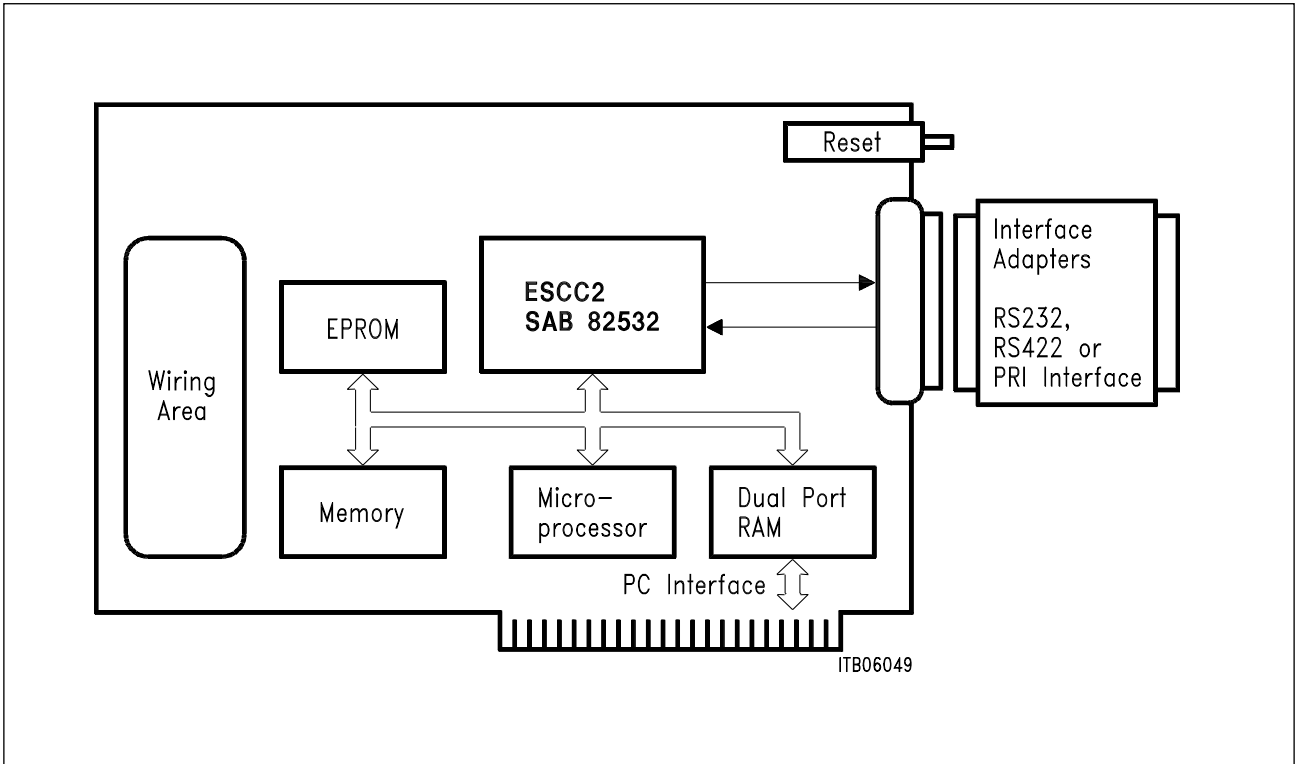 Reset
Interface
Adapters
RS232,
RS422 or
PRI Interface
ESCC2
SAB 82532
EPROM
Wiring
Area
Memory
Micro-
processor
Dual Port
RAM
PC Interface
ITB06049